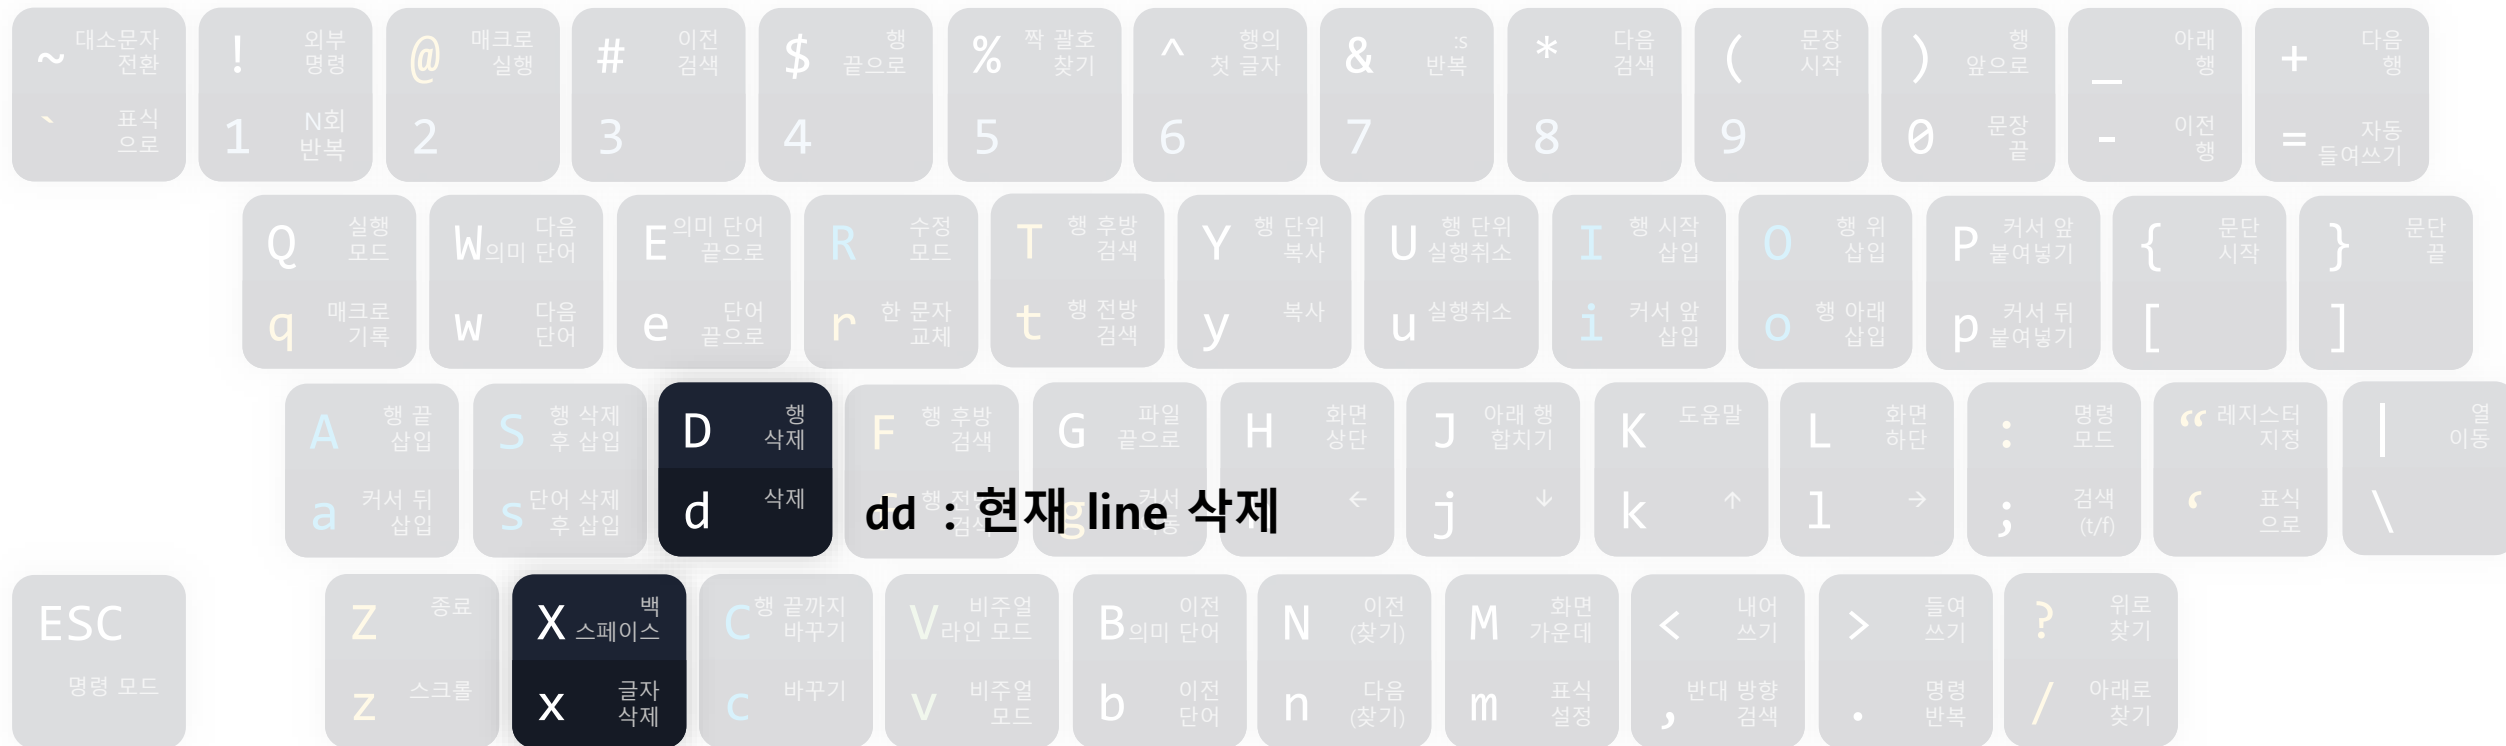 ~ 대소문자 전환
` 표식 으로
! 외부 명령
1 N회 반복
@ 매크로 실행
2
# 이전 검색
3
$ 행 끝으로
4
% 짝 괄호 찾기
5
^ 행의 첫 글자
6
& :s 반복
7
* 다음 검색
8
( 문장 시작
9
) 행 앞으로
0 문장 끝
_ 아래 행
- 이전 행
+ 다음 행
= 자동 들여쓰기
Q 실행 모드
q 매크로 기록
W 다음 의미 단어
w 다음 단어
E 의미 단어 끝으로
e 단어 끝으로
R 수정 모드
r 한 문자 교체
T 행 후방 검색
t 행 전방 검색
Y 행 단위 복사
y 복사
U 행 단위 실행취소
u 실행취소
I 행 시작 삽입
i 커서 앞 삽입
O 행 위 삽입
o 행 아래 삽입
P 커서 앞 붙여넣기
p 커서 뒤 붙여넣기
{ 문단 시작
[
} 문단 끝
]
A 행 끝 삽입
a 커서 뒤 삽입
S 행 삭제 후 삽입
s 단어 삭제 후 삽입
D 행 삭제
d 삭제
dd : 현재 line 삭제
F 행 후방 검색
G 파일 끝으로
g
H 화면 상단
←
J 아래 행 합치기
j ↓
K 도움말
k ↑
L 화면 하단
l →
: 명령 모드
; 검색 (t/f)
“ 레지스터 지정
‘ 표식 으로
| 열 이동
\
ESC
명령 모드
Z 종료
z 스크롤
X 백 스페이스
x 글자 삭제
C 행 끝까지 바꾸기
c 바꾸기
V 비주얼 라인 모드
v 비주얼 모드
B 이전 의미 단어
b 이전 단어
N 이전 (찾기)
n 다음 (찾기)
M 화면 가운데
m 표식 설정
< 내어 쓰기
, 반대 방향 검색
> 들여 쓰기
. 명령 반복
? 위로 찾기
/ 아래로 찾기